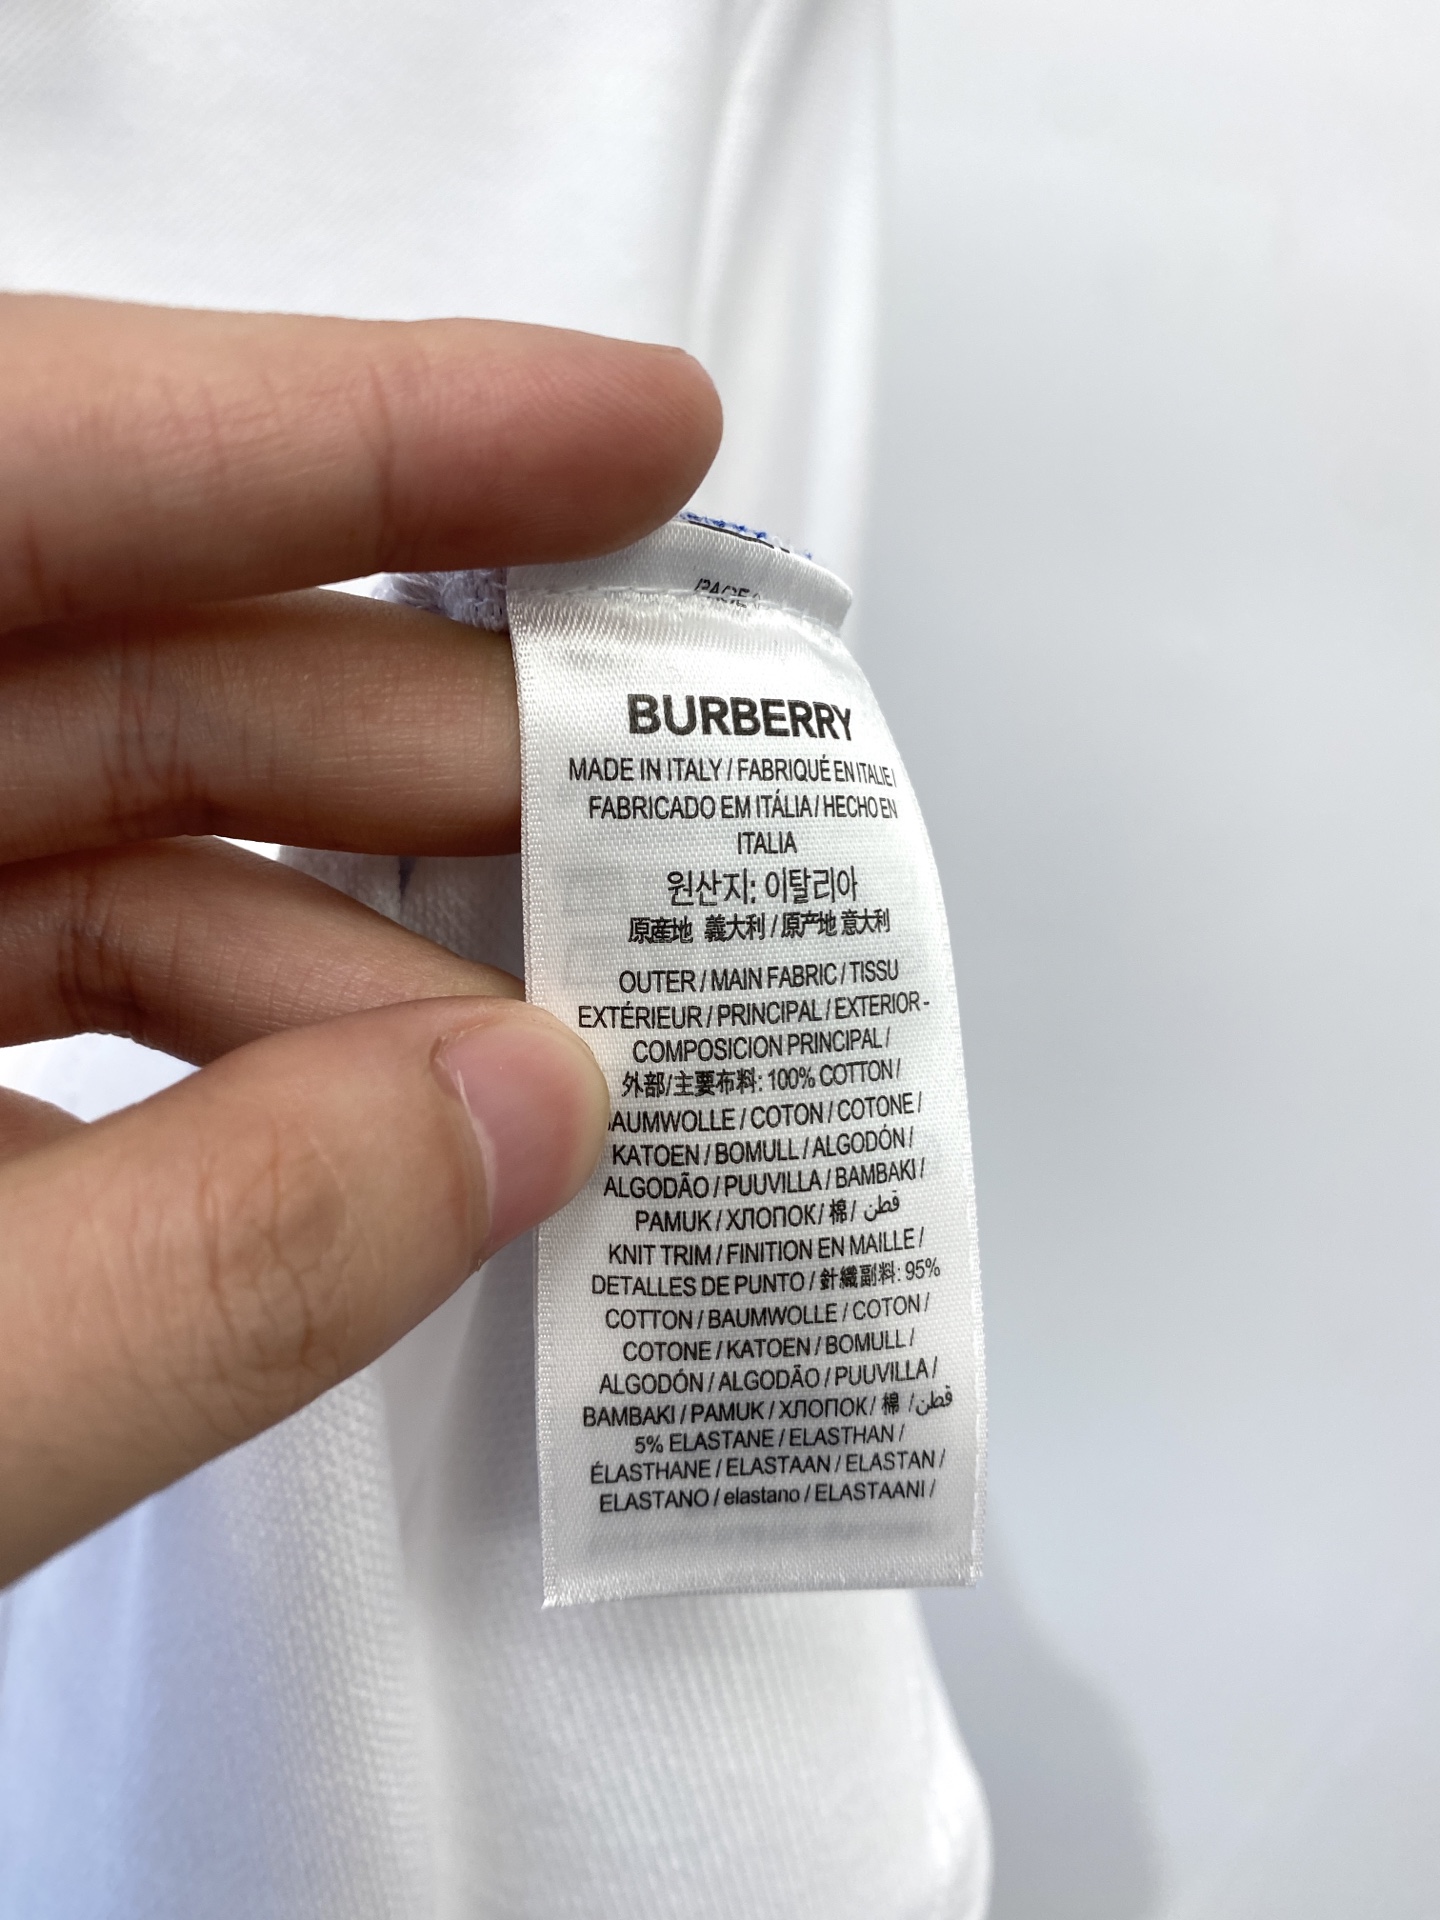 BURBERRY
MADE IN ITALY / FABRIQUÉ EN ITALIE /
FABRICADO EM ITÁLIA / HECHO EN
ITALIA
원산지: 이탈리아
原産地 義大利 / 原产地 意大利
OUTER / MAIN FABRIC / TISSU
EXTÉRIEUR / PRINCIPAL / EXTERIOR -
COMPOSICION PRINCIPAL /
外部/主要布料: 100% COTTON /
AUMWOLLE / COTON / COTONE /
KATOEN / BOMULL / ALGODÓN /
ALGODÃO / PUUVILLA / BAMBAKI /
PAMUK / ХЛОПОК / 棉 / قطن
KNIT TRIM / FINITION EN MAILLE /
DETALLES DE PUNTO / 針織副料: 95%
COTTON / BAUMWOLLE / COTON /
COTONE / KATOEN / BOMULL /
ALGODÓN / ALGODÃO / PUUVILLA /
BAMBAKI / PAMUK / ХЛОПОК / 棉 / قطن
5% ELASTANE / ELASTHAN /
ÉLASTHANE / ELASTAAN / ELASTAN /
ELASTANO / elastano / ELASTAANI /